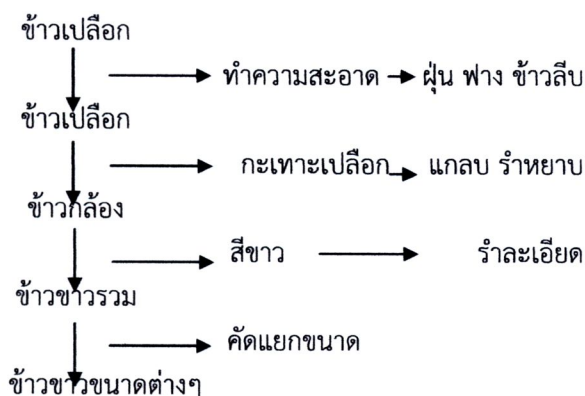 ข้าวเปลือก
ทำความสะอาด ฝุ่น ฟาง ข้าวลีบ
ข้าวเปลือก
กะเทาะเปลือก แกลบ รำหยาบ
ข้าวกล้อง
สีขาว รำละเอียด
ข้าวขาวรวม
คัดแยกขนาด
ข้าวขาวขนาดต่างๆ